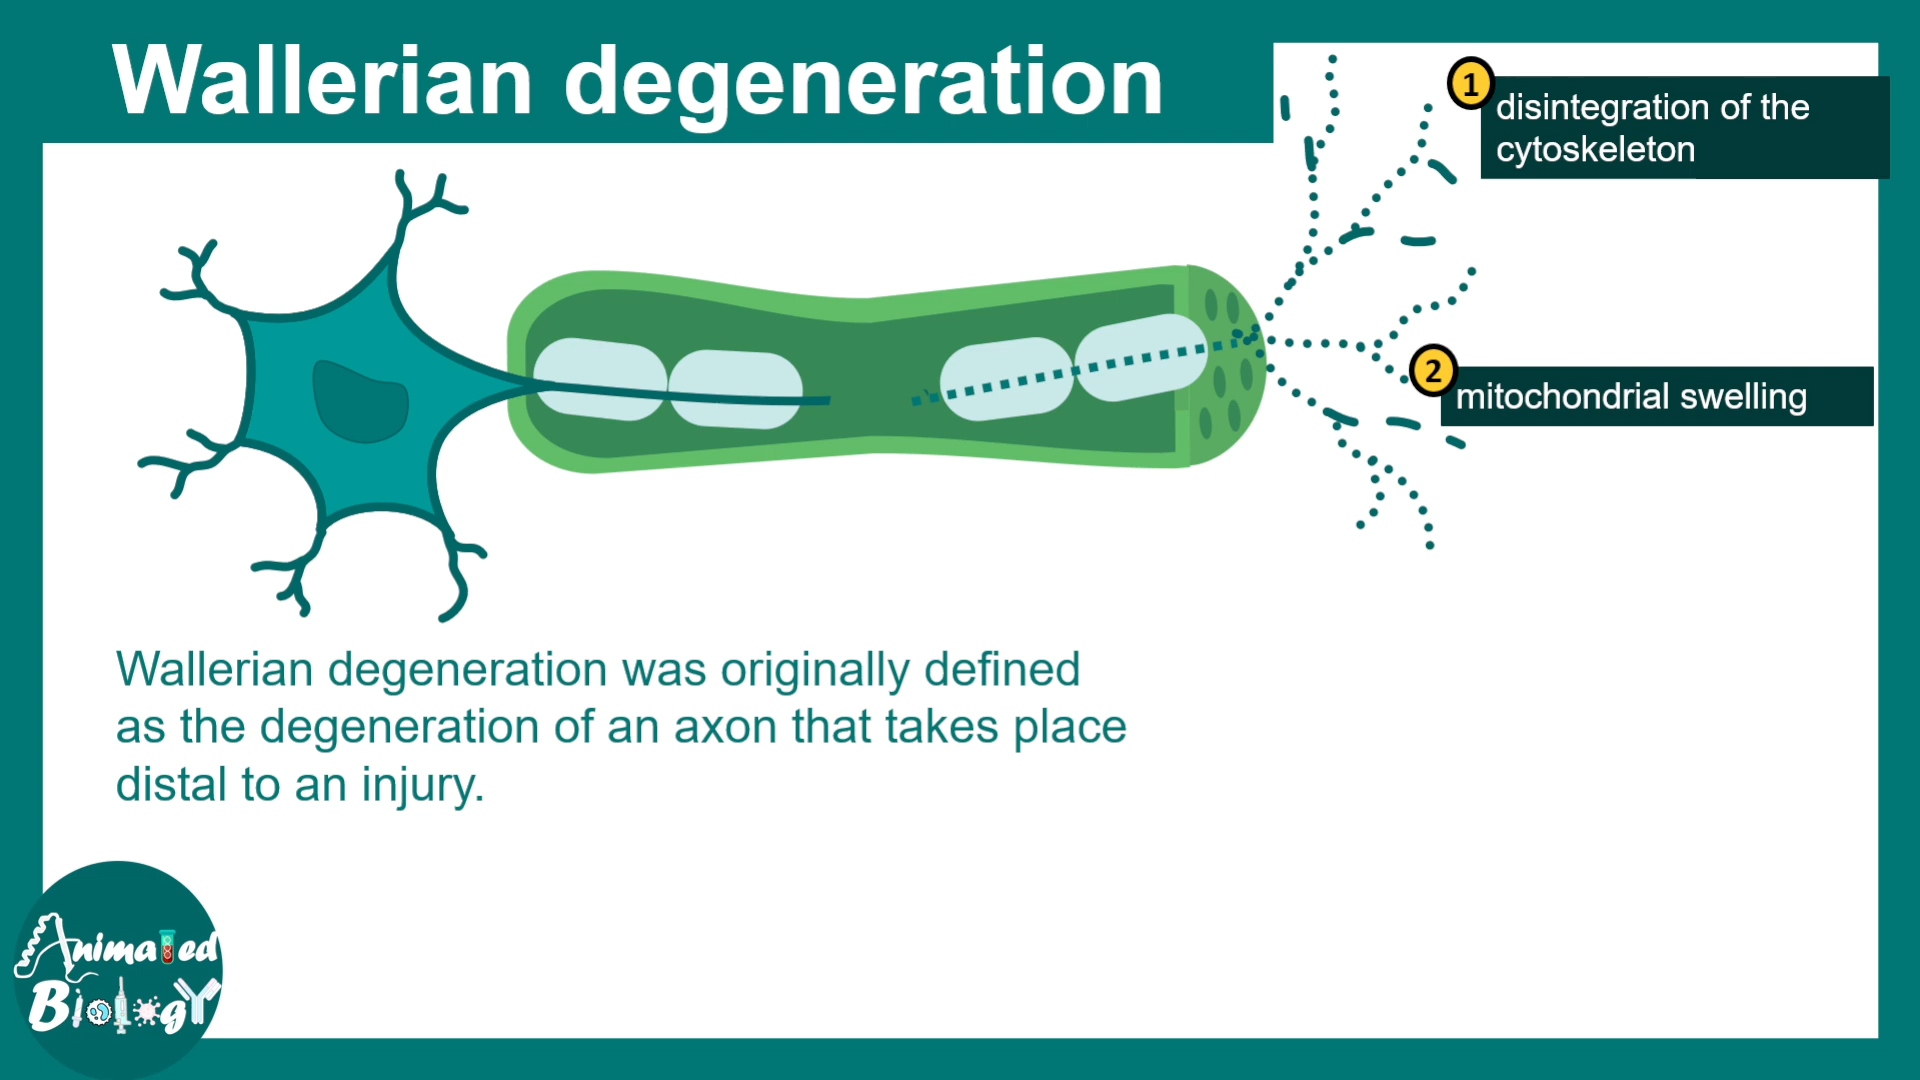 Wallerian degeneration
1
disintegration of the
cytoskeleton
2
mitochondrial swelling
Wallerian degeneration was originally defined
as the degeneration of an axon that takes place
distal to an injury.
Animated
Biology